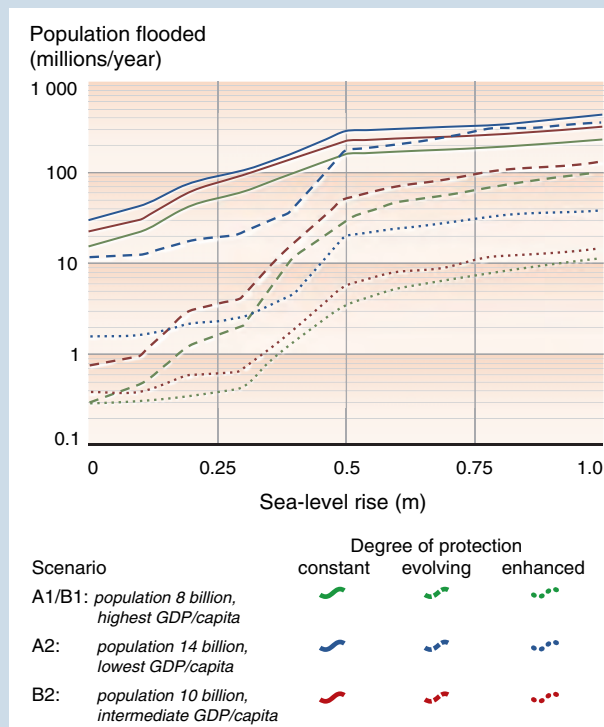 Population flooded
(millions/year)
1 000
100
10
1
0.1
0 0.25 0.5 0.75 1.0
Sea-level rise (m)
Degree of protection
Scenario constant evolving enhanced
A1/B1: population 8 billion,
highest GDP/capita
A2: population 14 billion,
lowest GDP/capita
B2: population 10 billion,
intermediate GDP/capita